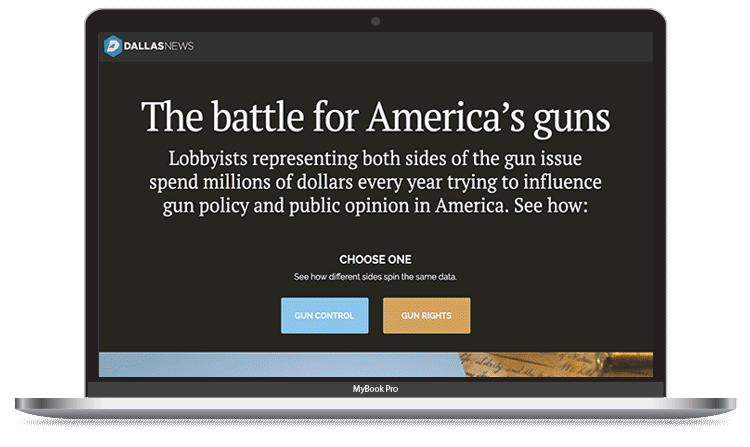 DALLASNEWS
The battle for America’s guns
Lobbyists representing both sides of the gun issue
spend millions of dollars every year trying to influence
gun policy and public opinion in America. See how:
CHOOSE ONE
See how different sides spin the same data.
GUN CONTROL GUN RIGHTS
MyBook Pro